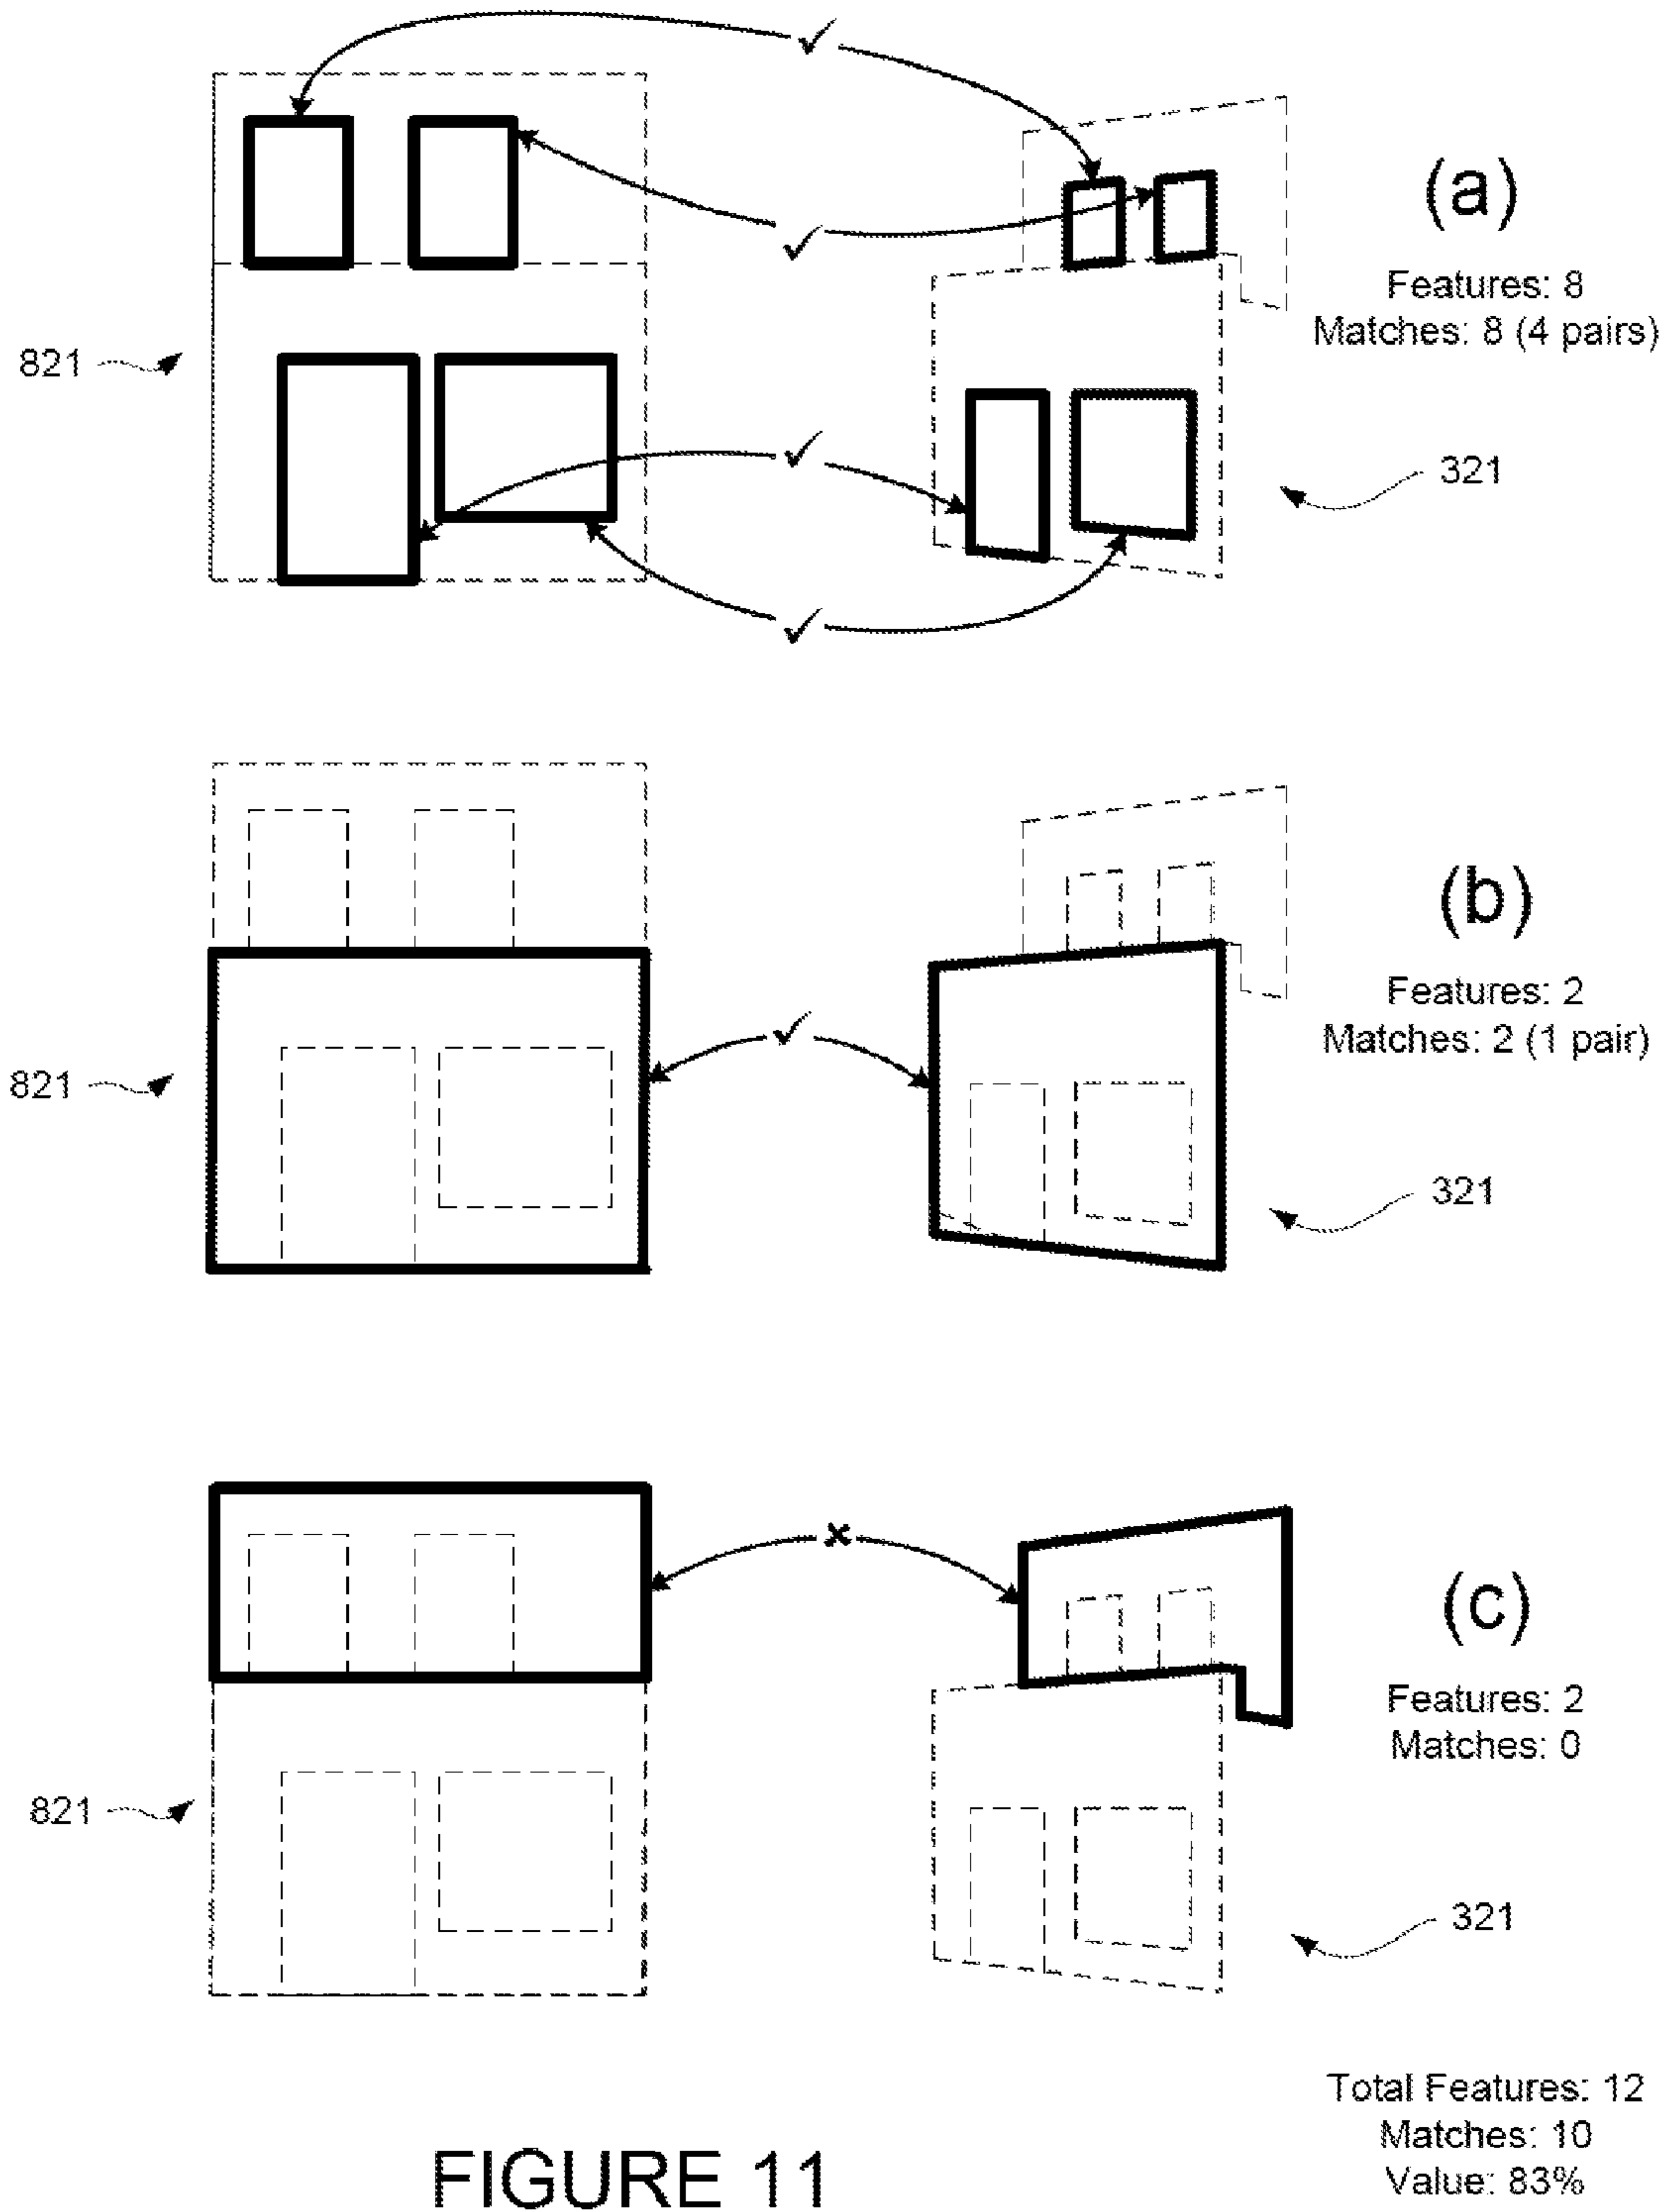 (a)
Features: 8
Matches: 8 (4 pairs)
821
321
(b)
Features: 2
Matches: 2 (1 pair)
821
321
(c)
Features: 2
Matches: 0
821
321
Total Features: 12
Matches: 10
Value: 83%
FIGURE 11